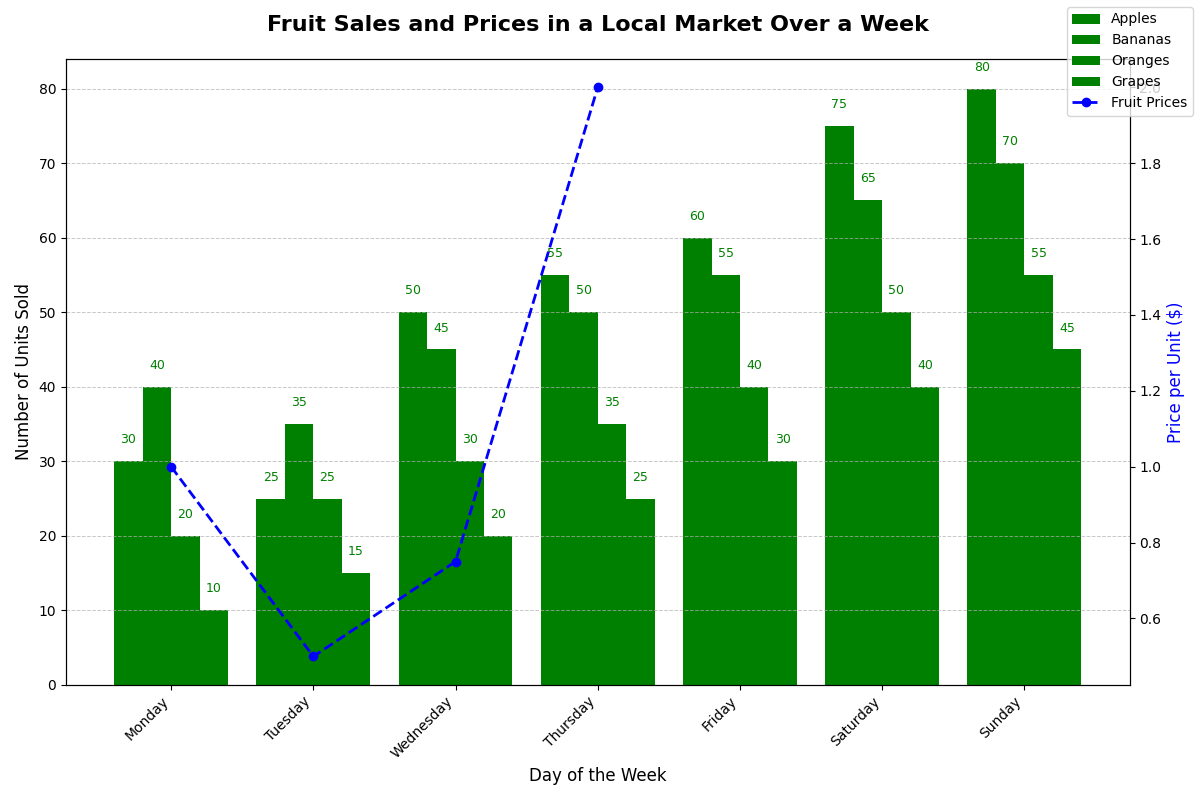 Fruit Sales and Prices in a Local Market Over a Week
Apples
Bananas
Oranges
Grapes
Fruit Prices
Number of Units Sold
80
70
60
50
40
30
20
10
0
30
40
20
10
25
35
25
15
50
45
30
20
55
50
35
25
60
55
40
30
75
65
50
40
80
70
55
45
2.0
1.8
1.6
1.4
1.2
1.0
0.8
0.6
Price per Unit ($)
Monday
Tuesday
Wednesday
Thursday
Friday
Saturday
Sunday
Day of the Week